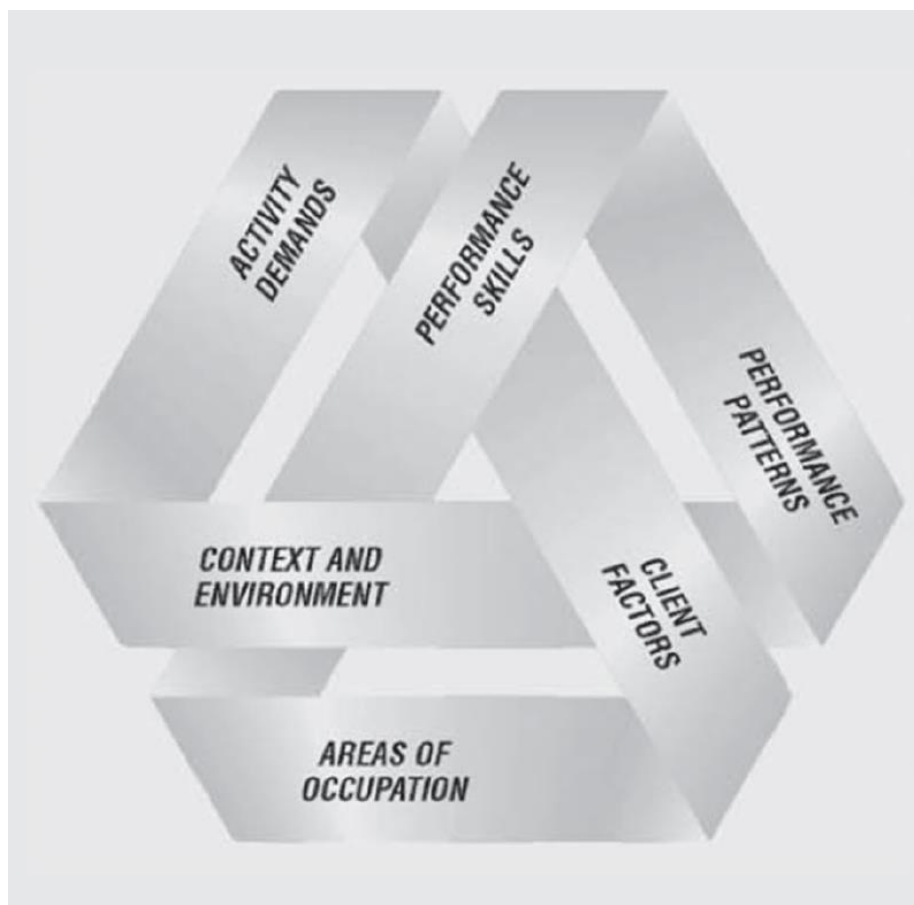 ACTIVITY
DEMANDS
PERFORMANCE
SKILLS
PERFORMANCE
PATTERNS
CONTEXT AND
ENVIRONMENT
CLIENT
FACTORS
AREAS OF
OCCUPATION